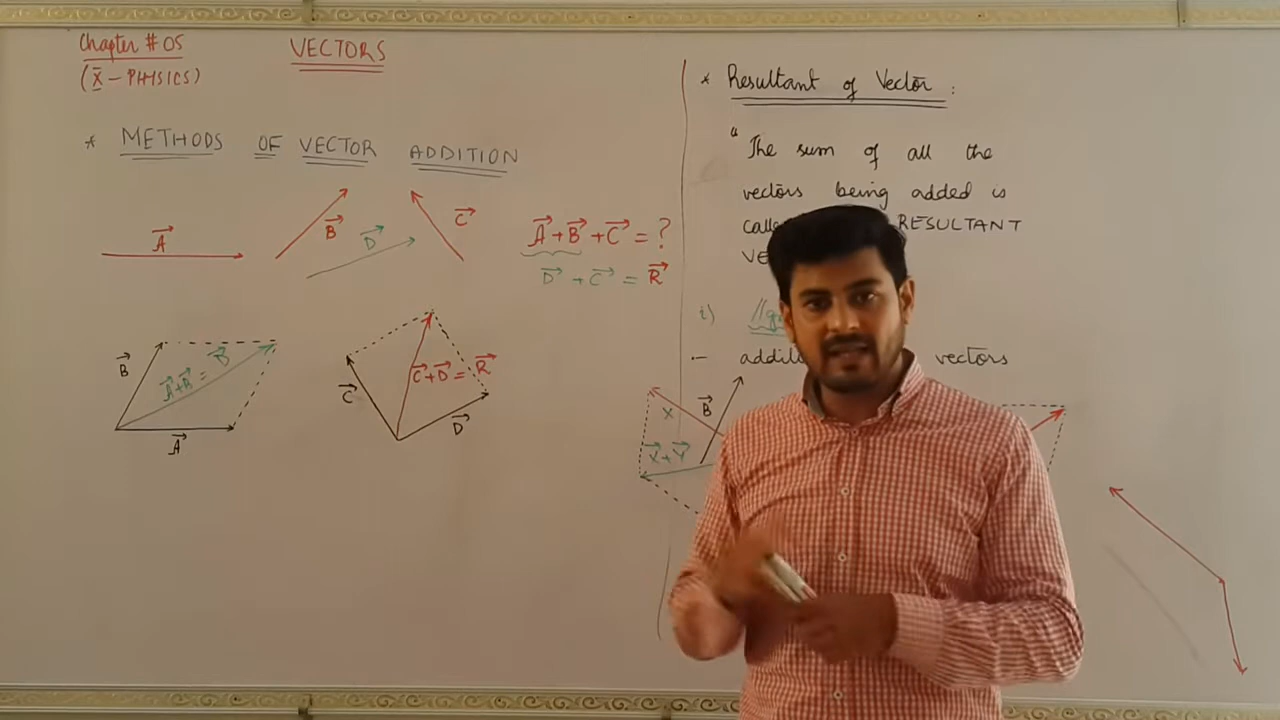 Chapter # 05
(X̄ - PHYSICS)
VECTORS
* METHODS OF VECTOR ADDITION
A⃗
B⃗
D⃗
C⃗
A⃗ + B⃗ + C⃗ = ?
D⃗ + C⃗ = R⃗
B⃗
A⃗ + B⃗ = D⃗
A⃗
C⃗
C⃗ + D⃗ = R⃗
D⃗
* Resultant of Vector :
"The sum of all the
vectors being added is
RESULTANT
i)
vectors
X
B⃗
X⃗ + Y⃗